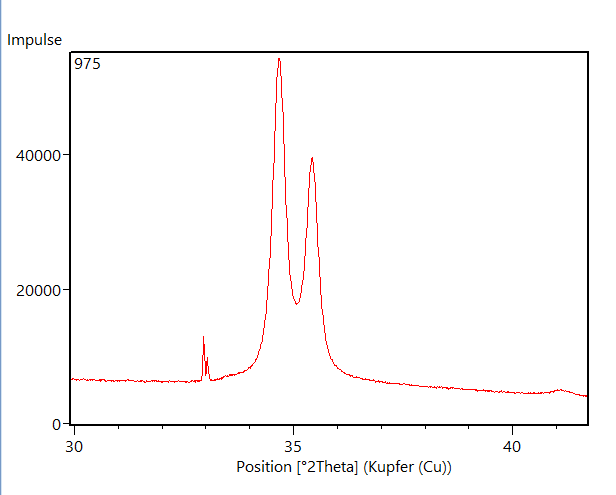 Impulse
975
40000
20000
0
30 35 40
Position [°2Theta] (Kupfer (Cu))